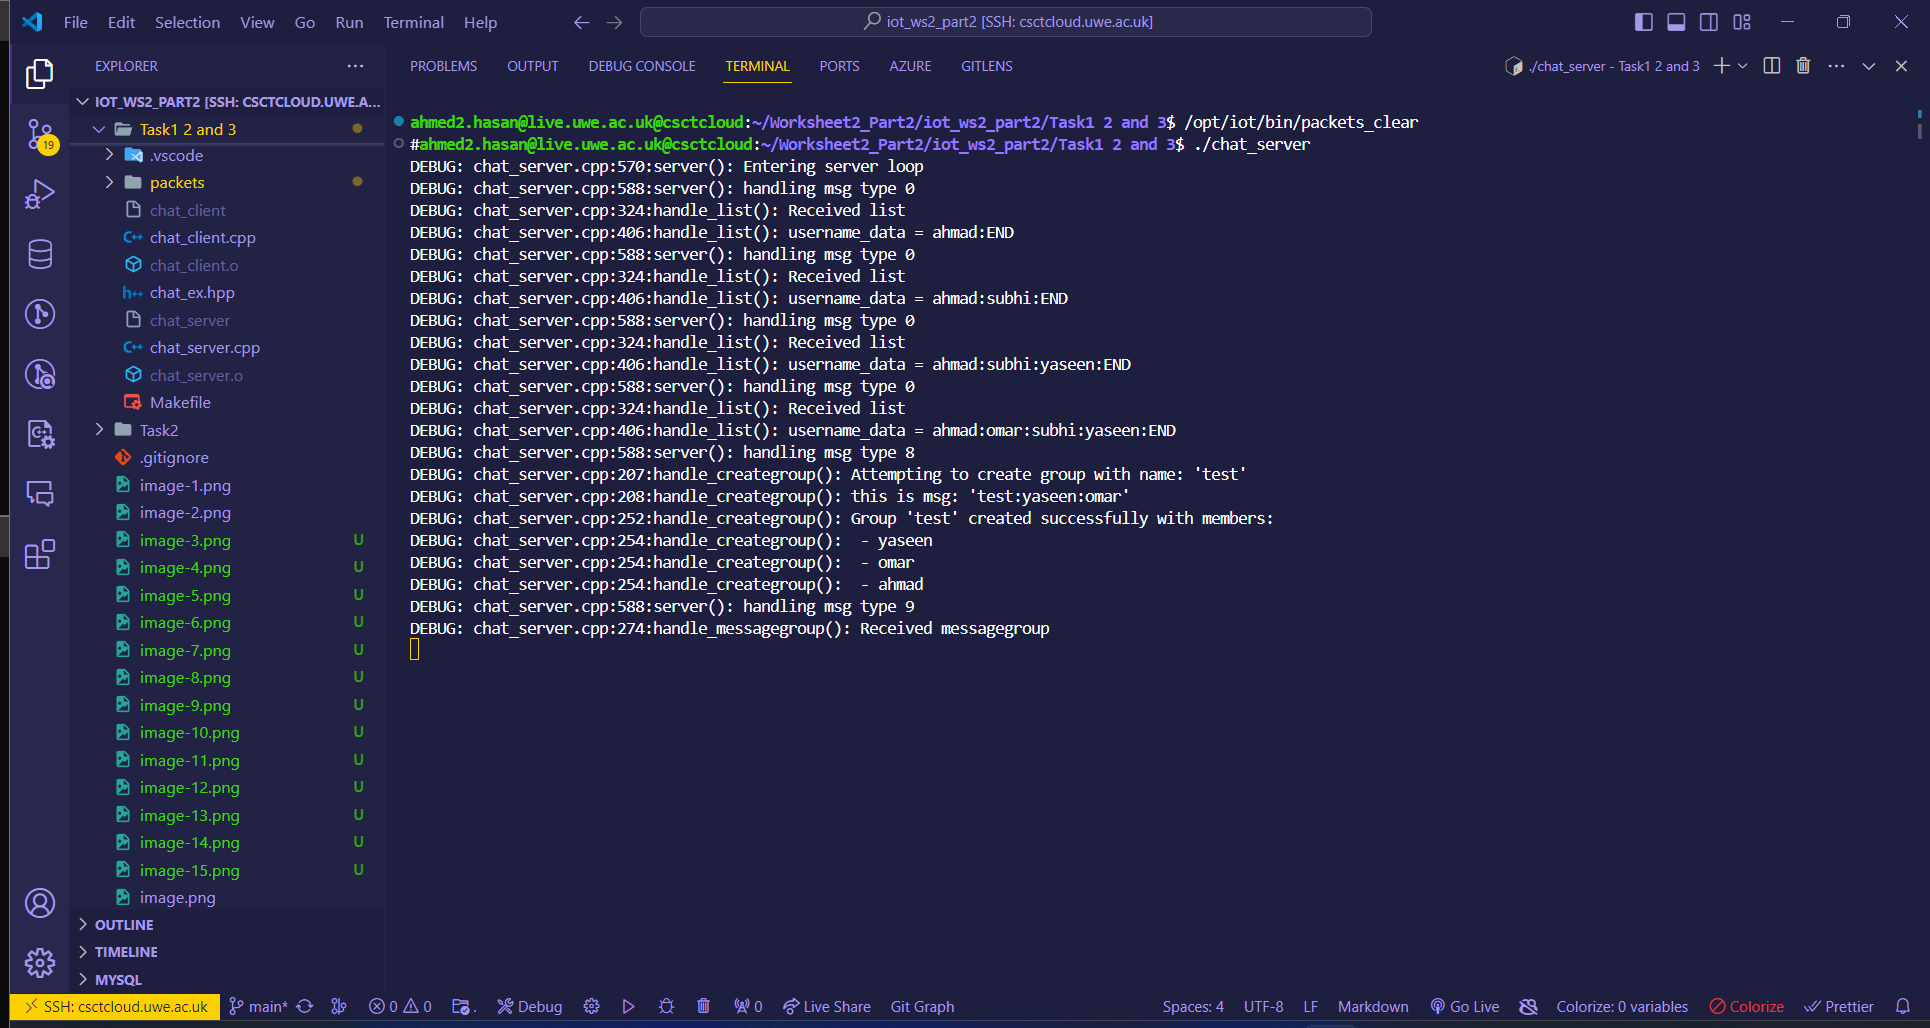 File Edit Selection View Go Run Terminal Help
iot_ws2_part2 [SSH: csctcloud.uwe.ac.uk]
EXPLORER
IOT_WS2_PART2 [SSH: CSCTCLOUD.UWE.A...
Task1 2 and 3
.vscode
packets
chat_client
chat_client.cpp
chat_client.o
chat_ex.hpp
chat_server
chat_server.cpp
chat_server.o
Makefile
Task2
.gitignore
image-1.png
image-2.png
image-3.png U
image-4.png U
image-5.png U
image-6.png U
image-7.png U
image-8.png U
image-9.png U
image-10.png U
image-11.png U
image-12.png U
image-13.png U
image-14.png U
image-15.png U
image.png
OUTLINE
TIMELINE
MYSQL
19
PROBLEMS OUTPUT DEBUG CONSOLE TERMINAL PORTS AZURE GITLENS
./chat_server - Task1 2 and 3
ahmed2.hasan@live.uwe.ac.uk@csctcloud:~/Worksheet2_Part2/iot_ws2_part2/Task1 2 and 3$ /opt/iot/bin/packets_clear
#ahmed2.hasan@live.uwe.ac.uk@csctcloud:~/Worksheet2_Part2/iot_ws2_part2/Task1 2 and 3$ ./chat_server
DEBUG: chat_server.cpp:570:server(): Entering server loop
DEBUG: chat_server.cpp:588:server(): handling msg type 0
DEBUG: chat_server.cpp:324:handle_list(): Received list
DEBUG: chat_server.cpp:406:handle_list(): username_data = ahmad:END
DEBUG: chat_server.cpp:588:server(): handling msg type 0
DEBUG: chat_server.cpp:324:handle_list(): Received list
DEBUG: chat_server.cpp:406:handle_list(): username_data = ahmad:subhi:END
DEBUG: chat_server.cpp:588:server(): handling msg type 0
DEBUG: chat_server.cpp:324:handle_list(): Received list
DEBUG: chat_server.cpp:406:handle_list(): username_data = ahmad:subhi:yaseen:END
DEBUG: chat_server.cpp:588:server(): handling msg type 0
DEBUG: chat_server.cpp:324:handle_list(): Received list
DEBUG: chat_server.cpp:406:handle_list(): username_data = ahmad:omar:subhi:yaseen:END
DEBUG: chat_server.cpp:588:server(): handling msg type 8
DEBUG: chat_server.cpp:207:handle_creategroup(): Attempting to create group with name: 'test'
DEBUG: chat_server.cpp:208:handle_creategroup(): this is msg: 'test:yaseen:omar'
DEBUG: chat_server.cpp:252:handle_creategroup(): Group 'test' created successfully with members:
DEBUG: chat_server.cpp:254:handle_creategroup():  - yaseen
DEBUG: chat_server.cpp:254:handle_creategroup():  - omar
DEBUG: chat_server.cpp:254:handle_creategroup():  - ahmad
DEBUG: chat_server.cpp:588:server(): handling msg type 9
DEBUG: chat_server.cpp:274:handle_messagegroup(): Received messagegroup
SSH: csctcloud.uwe.ac.uk main* 0 0 . Debug 0 Live Share Git Graph Spaces: 4 UTF-8 LF Markdown Go Live Colorize: 0 variables Colorize Prettier